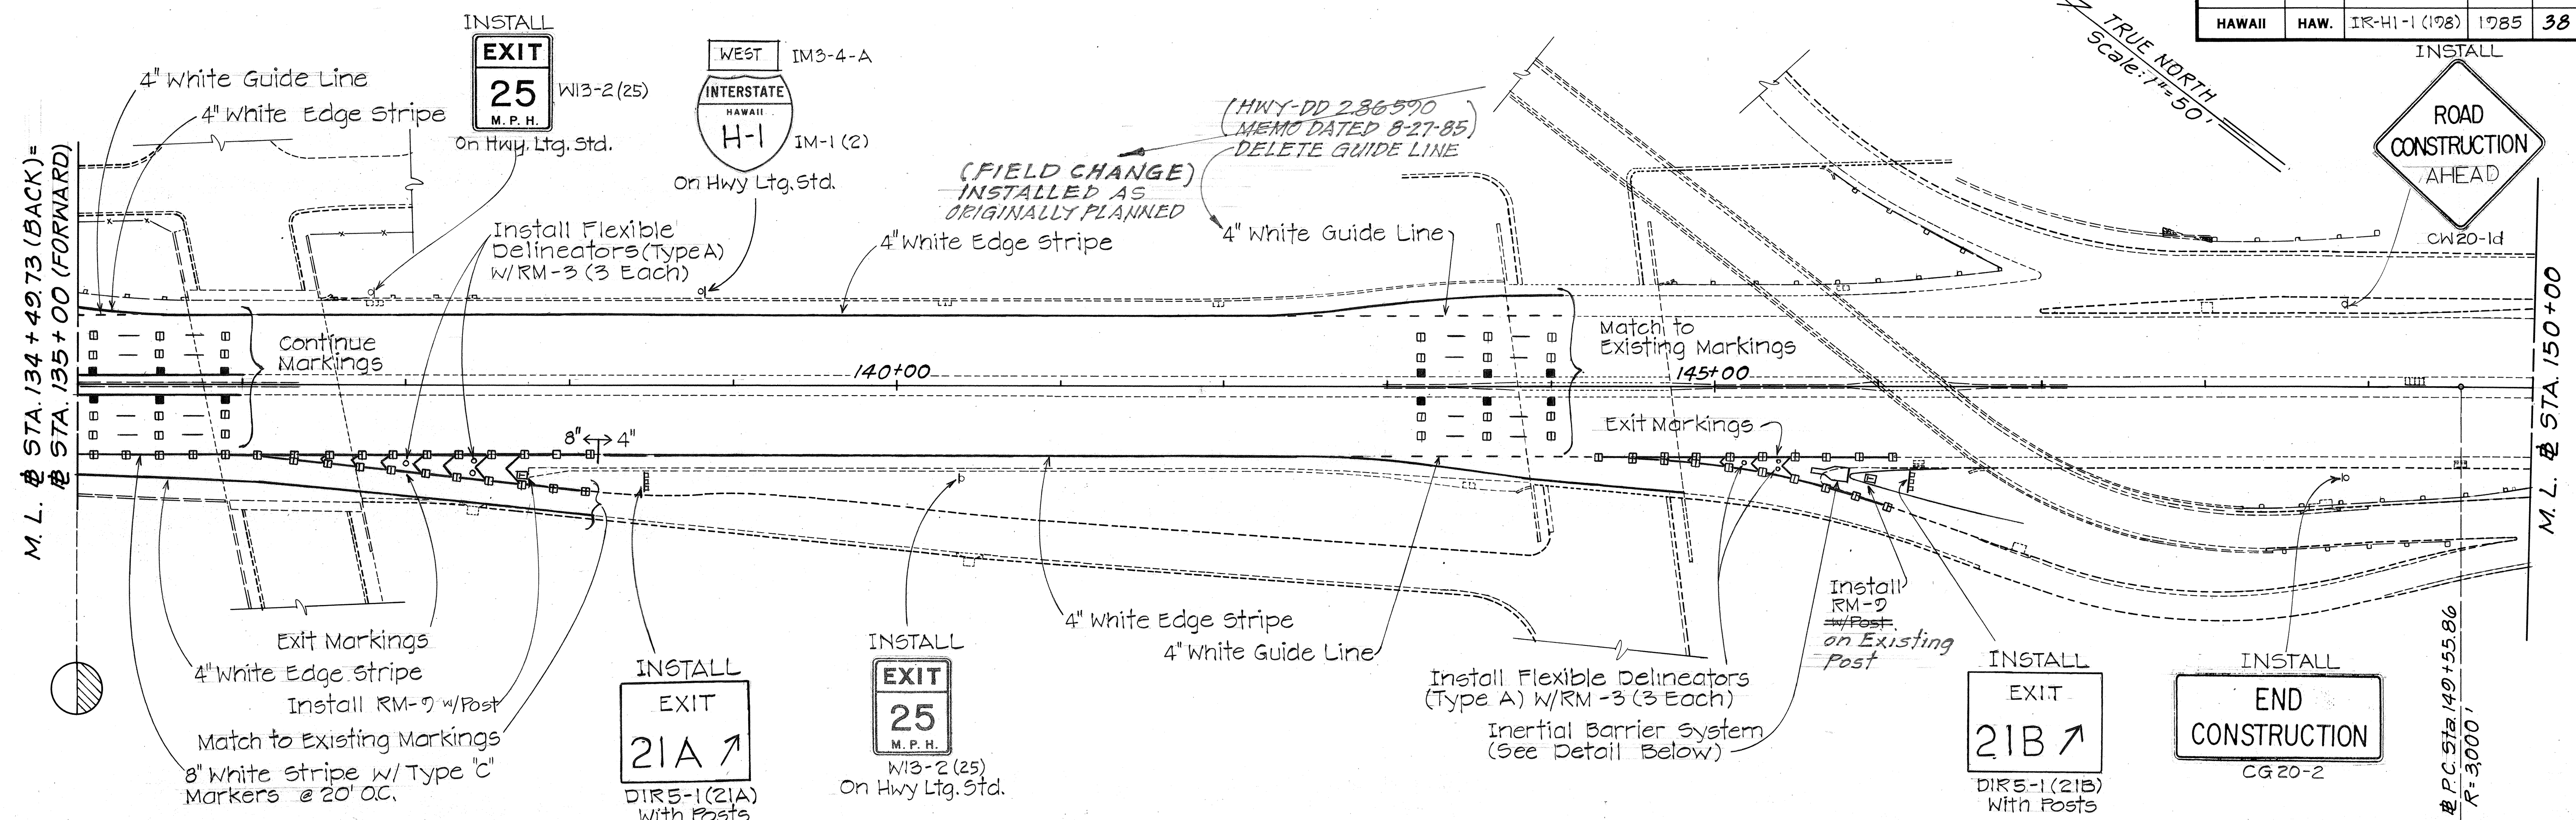 HAWAII HAW. IR-H1-1 (198) 1985 38
TRUE NORTH
Scale: 1"=50'
INSTALL
EXIT
25
M.P.H.
W13-2(25)
On Hwy. Ltg. Std.
WEST IM3-4-A
INTERSTATE
HAWAII
H-1
IM-1(2)
On Hwy Ltg. Std.
4" White Guide Line
4" White Edge Stripe
(HWY-DD 2.86590
MEMO DATED 8-27-85)
DELETE GUIDE LINE
(FIELD CHANGE)
INSTALLED AS
ORIGINALLY PLANNED
INSTALL
ROAD
CONSTRUCTION
AHEAD
CW20-1d
Install Flexible
Delineators (Type A)
W/RM-3 (3 Each)
4" White Edge Stripe
4" White Guide Line
M.L. ⅊ STA. 134+49.73 (BACK)=
⅊ STA. 135+00 (FORWARD)
Continue
Markings
140+00
Match to
Existing Markings
145+00
M.L. ⅊ STA. 150+00
8" 4"
Exit Markings
Exit Markings
4" White Edge Stripe
Install RM-9 w/Post
Match to Existing Markings
8" White Stripe w/ Type "C"
Markers @ 20' O.C.
INSTALL
EXIT
21A ↗
D1R5-1(21A)
With Posts
INSTALL
EXIT
25
M.P.H.
W13-2(25)
On Hwy Ltg. Std.
4" White Edge Stripe
4" White Guide Line
Install Flexible Delineators
(Type A) W/RM-3 (3 Each)
Inertial Barrier System
(See Detail Below)
Install
RM-9
w/Post
on Existing
Post
INSTALL
EXIT
21B ↗
D1R5-1(21B)
With Posts
INSTALL
END
CONSTRUCTION
CG20-2
⅊ P.C. Sta. 149+55.86
R=3,000'